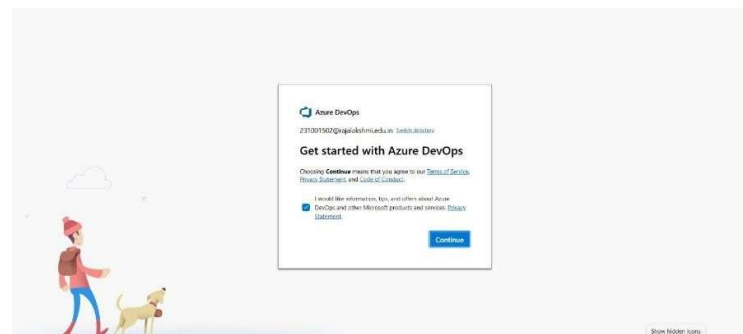 Azure DevOps
231001502@rajalakshmi.edu.in Switch directory
Get started with Azure DevOps
Choosing Continue means that you agree to our Terms of Service,
Privacy Statement, and Code of Conduct.
I would like information, tips, and offers about Azure
DevOps and other Microsoft products and services. Privacy
Statement.
Continue
Show hidden icons